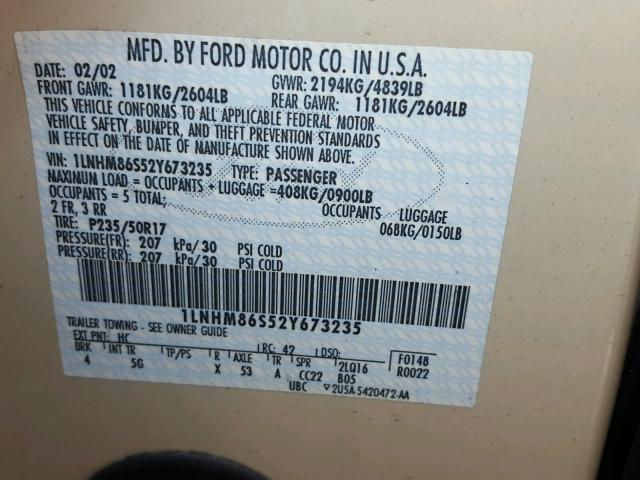 MFD. BY FORD MOTOR CO. IN U.S.A.
DATE: 02/02 GVWR: 2194KG/4839LB
FRONT GAWR: 1181KG/2604LB REAR GAWR: 1181KG/2604LB
THIS VEHICLE CONFORMS TO ALL APPLICABLE FEDERAL MOTOR
VEHICLE SAFETY, BUMPER, AND THEFT PREVENTION STANDARDS
IN EFFECT ON THE DATE OF MANUFACTURE SHOWN ABOVE.
VIN: 1LNHM86S52Y673235 TYPE: PASSENGER
MAXIMUM LOAD = OCCUPANTS + LUGGAGE =408KG/0900LB
OCCUPANTS = 5 TOTAL; OCCUPANTS LUGGAGE
2 FR, 3 RR 068KG/0150LB
TIRE: P235/50R17
PRESSURE(FR) 207 kPa/30 PSI COLD
PRESSURE(RR) 207 kPa/30 PSI COLD
1LNHM86S52Y673235
TRAILER TOWING - SEE OWNER GUIDE
EXT PNT: HC RC: 42 DSO: F0148
BRK INT TR TP/PS R AXLE TR SPR 2LQ16 R0022
4 5G X 53 A CC22 B05
UBC ▽2U5A-5420472-AA